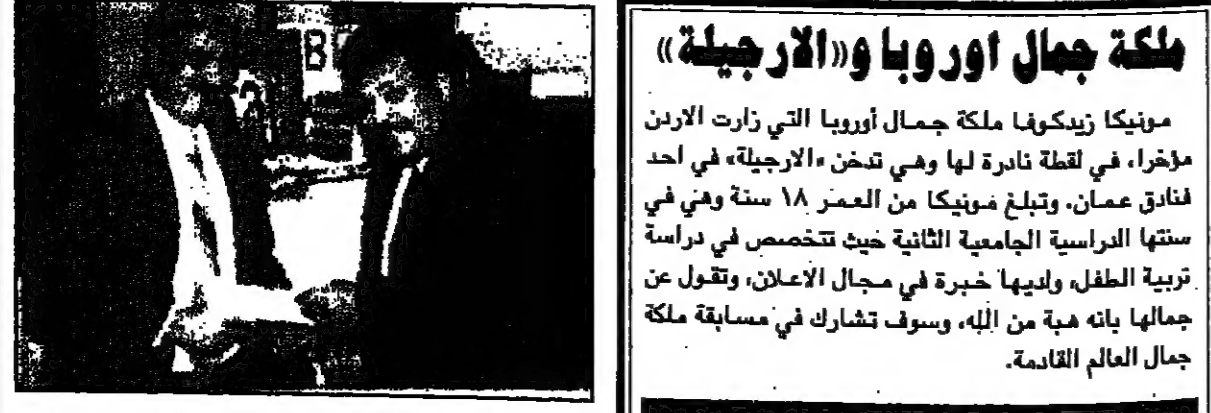 B
ملكة جمال اوروبا و«الارجيلة»
مونيكا زيدكوفا ملكة جمال أوروبا التي زارت الاردن
مؤخرا، في لقطة نادرة لها وهي تدخن «الارجيلة» في احد
فنادق عمان. وتبلغ مونيكا من العمر ١٨ سنة وهي في
سنتها الدراسية الجامعية الثانية حيث تتخصص في دراسة
تربية الطفل، ولديها خبرة في مجال الاعلان، وتقول عن
جمالها بانه هبة من الله، وسوف تشارك في مسابقة ملكة
جمال العالم القادمة.